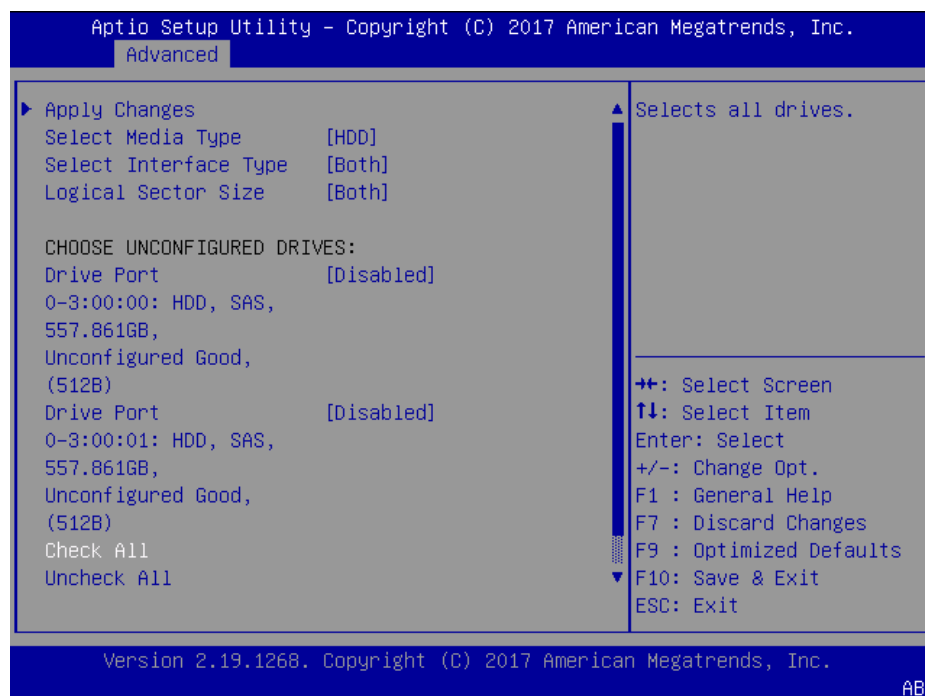 Aptio Setup Utility – Copyright (C) 2017 American Megatrends, Inc.
Advanced
Apply Changes
Select Media Type [HDD]
Select Interface Type [Both]
Logical Sector Size [Both]
CHOOSE UNCONFIGURED DRIVES:
Drive Port [Disabled]
0-3:00:00: HDD, SAS,
557.861GB,
Unconfigured Good,
(512B)
Drive Port [Disabled]
0-3:00:01: HDD, SAS,
557.861GB,
Unconfigured Good,
(512B)
Check All
Uncheck All
Selects all drives.
→←: Select Screen
↑↓: Select Item
Enter: Select
+/-: Change Opt.
F1 : General Help
F7 : Discard Changes
F9 : Optimized Defaults
F10: Save & Exit
ESC: Exit
Version 2.19.1268. Copyright (C) 2017 American Megatrends, Inc.
AB